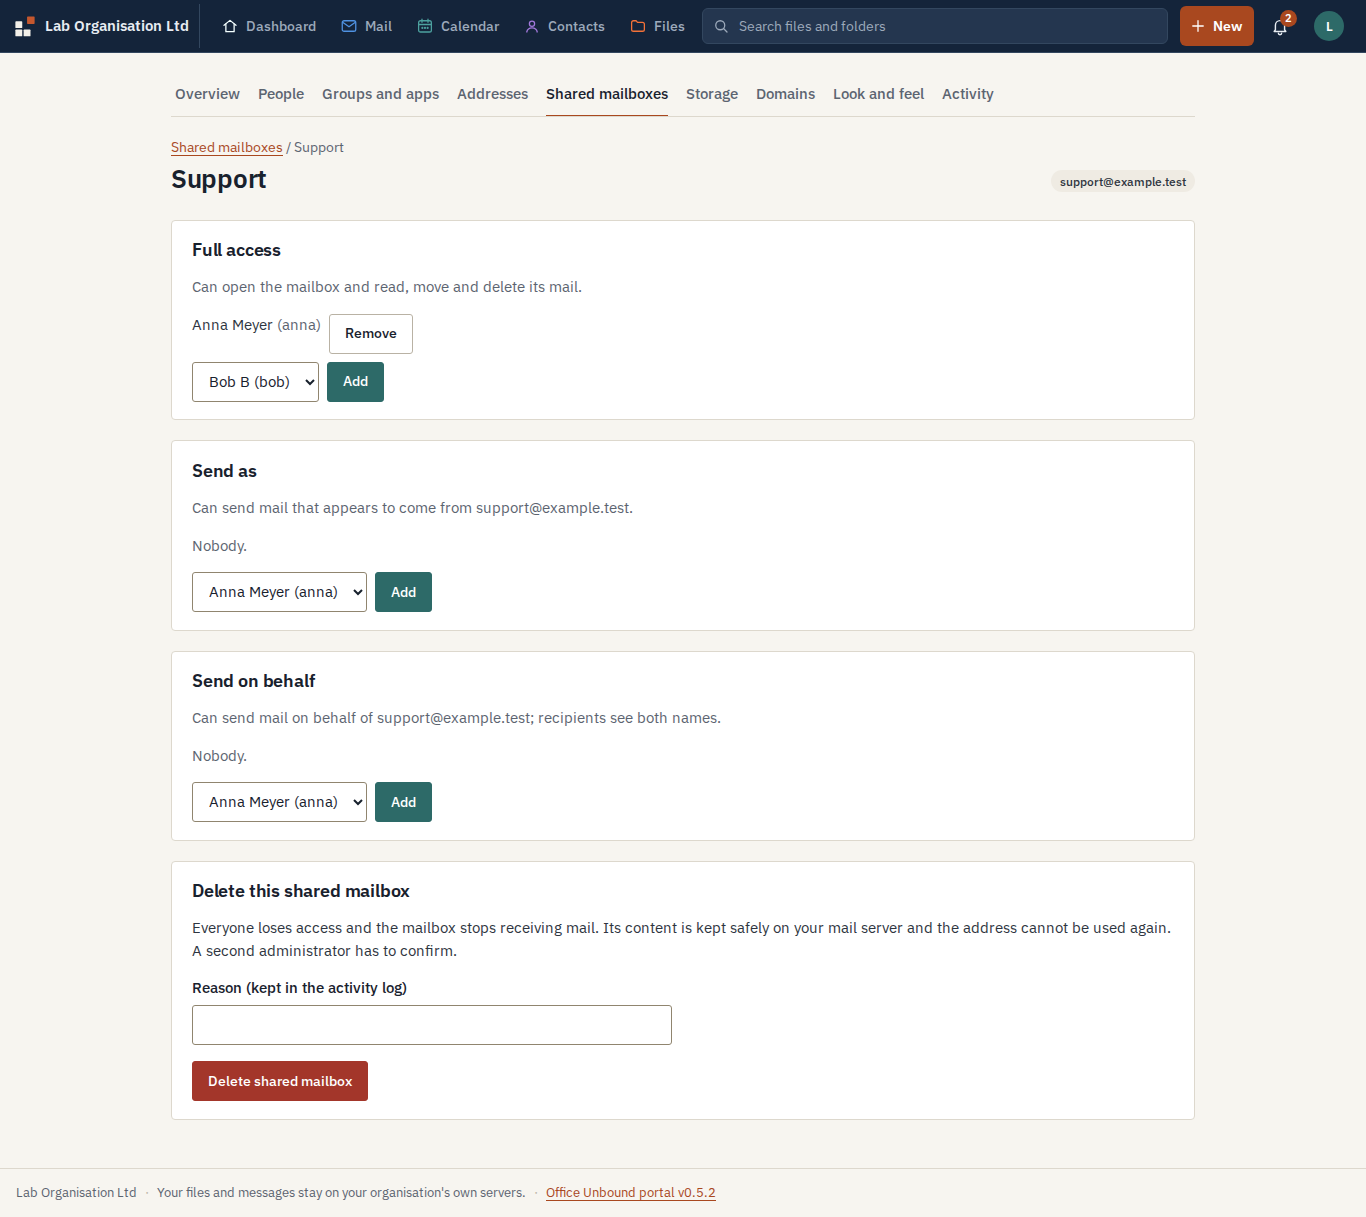 Lab Organisation Ltd
Dashboard
Mail
Calendar
Contacts
Files
Search files and folders
New
2
L
Overview
People
Groups and apps
Addresses
Shared mailboxes
Storage
Domains
Look and feel
Activity
Shared mailboxes / Support
Support
support@example.test
Full access
Can open the mailbox and read, move and delete its mail.
Anna Meyer (anna)
Remove
Bob B (bob)
Add
Send as
Can send mail that appears to come from support@example.test.
Nobody.
Anna Meyer (anna)
Add
Send on behalf
Can send mail on behalf of support@example.test; recipients see both names.
Nobody.
Anna Meyer (anna)
Add
Delete this shared mailbox
Everyone loses access and the mailbox stops receiving mail. Its content is kept safely on your mail server and the address cannot be used again.
A second administrator has to confirm.
Reason (kept in the activity log)
Delete shared mailbox
Lab Organisation Ltd · Your files and messages stay on your organisation's own servers. · Office Unbound portal v0.5.2